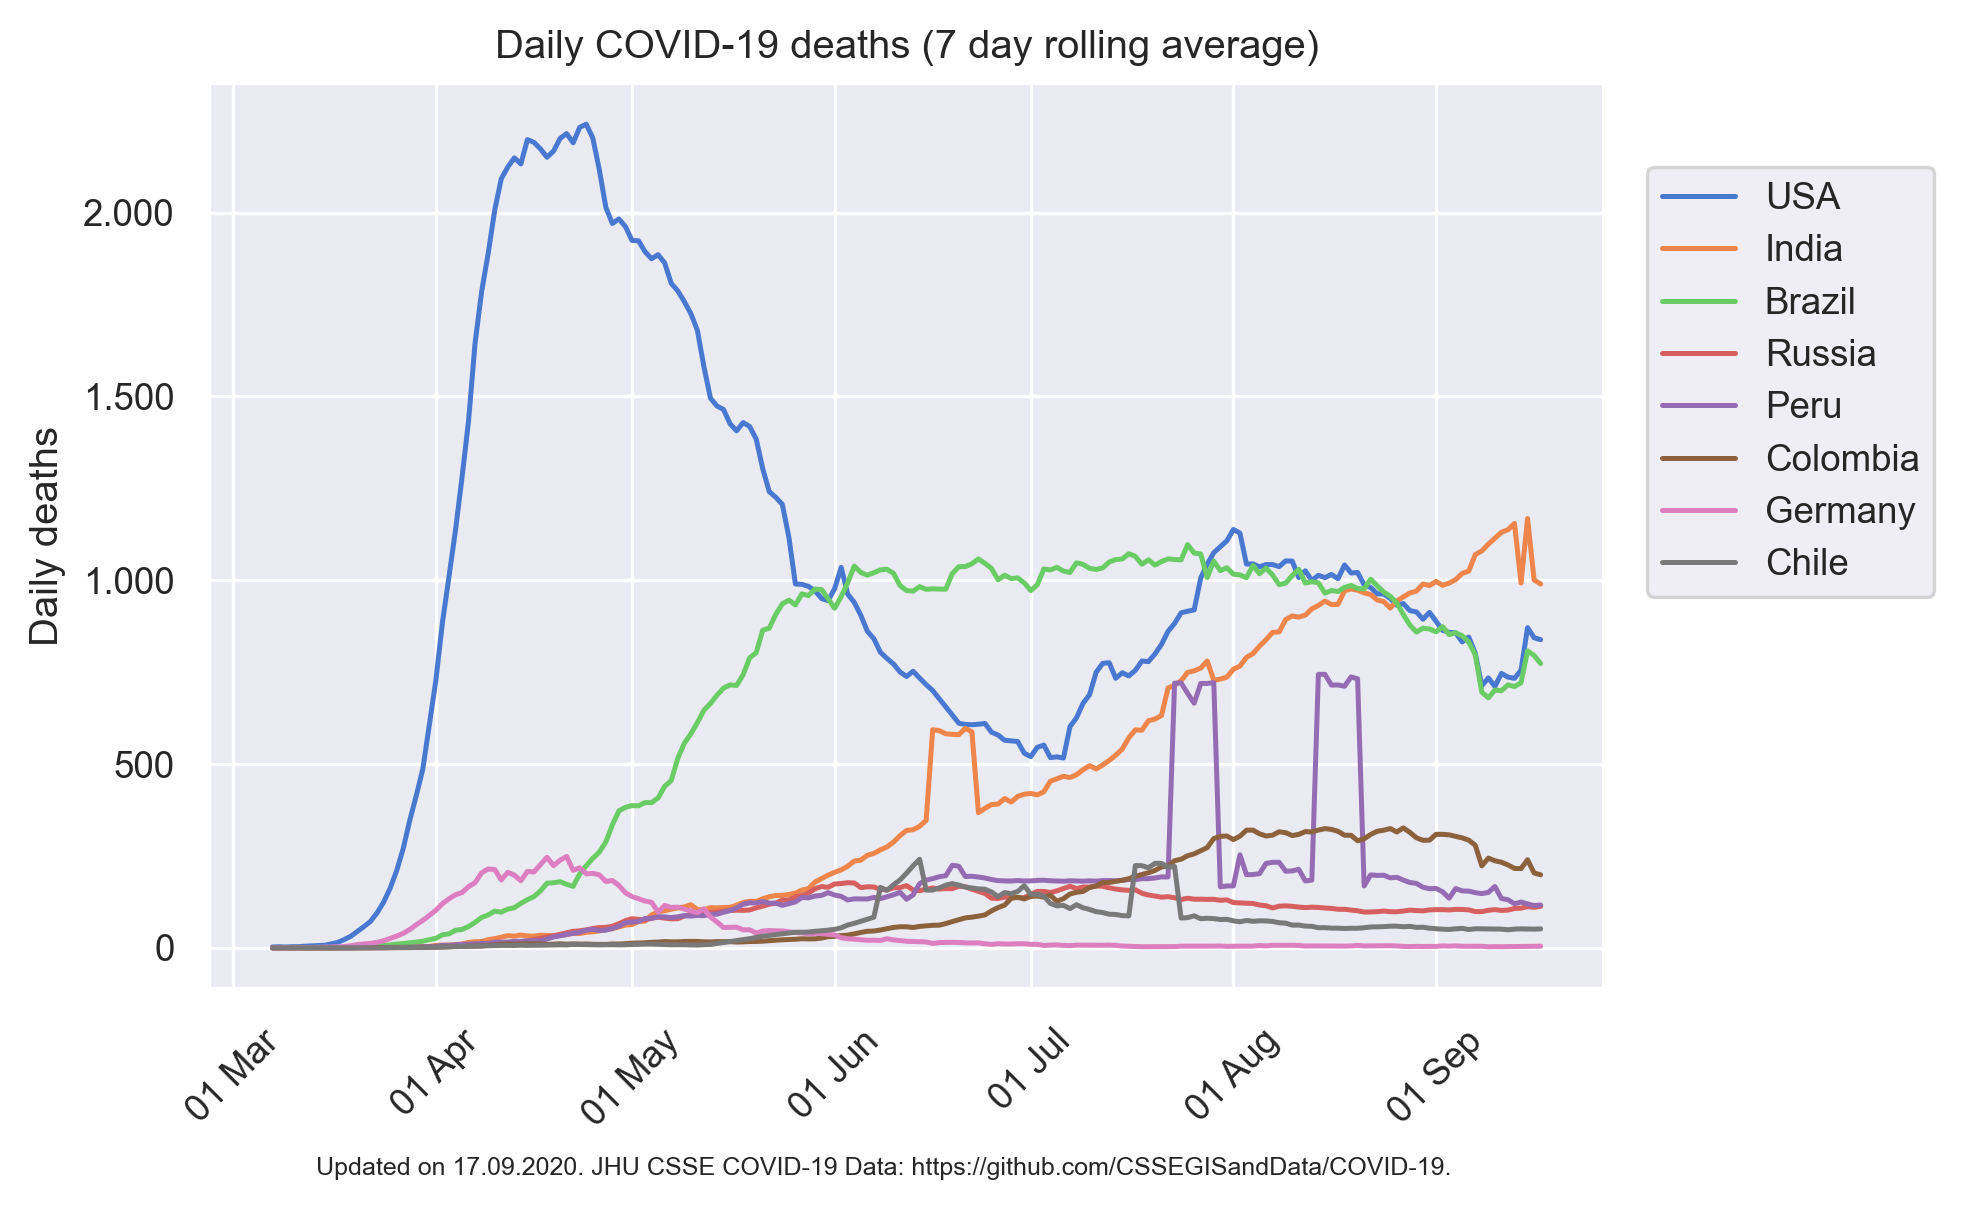 Daily COVID-19 deaths (7 day rolling average)
Daily deaths
2.000
1.500
1.000
500
0
01 Mar
01 Apr
01 May
01 Jun
01 Jul
01 Aug
01 Sep
USA
India
Brazil
Russia
Peru
Colombia
Germany
Chile
Updated on 17.09.2020. JHU CSSE COVID-19 Data: https://github.com/CSSEGISandData/COVID-19.